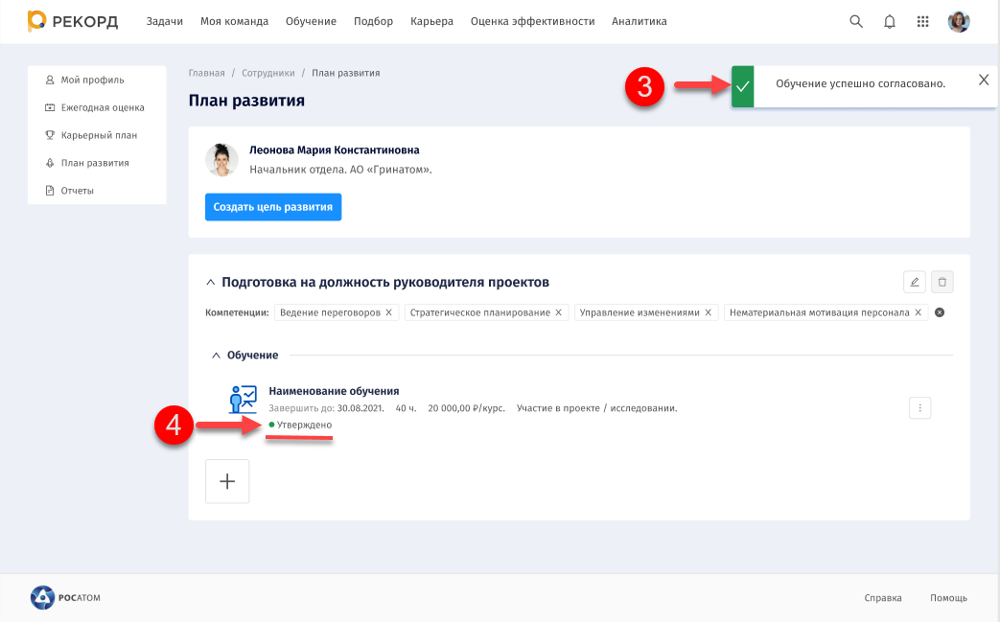 РЕКОРД Задачи Моя команда Обучение Подбор Карьера Оценка эффективности Аналитика
Мой профиль
Ежегодная оценка
Карьерный план
План развития
Отчеты
Главная / Сотрудники / План развития
План развития
3
Обучение успешно согласовано.
Леонова Мария Константиновна
Начальник отдела. АО «Гринатом».
Создать цель развития
Подготовка на должность руководителя проектов
Компетенции: Ведение переговоров X Стратегическое планирование X Управление изменениями X Нематериальная мотивация персонала X
Обучение
Наименование обучения
Завершить до: 30.08.2021. 40 ч. 20 000,00 ₽/курс. Участие в проекте / исследовании.
4
Утверждено
РОСАТОМ
Справка Помощь